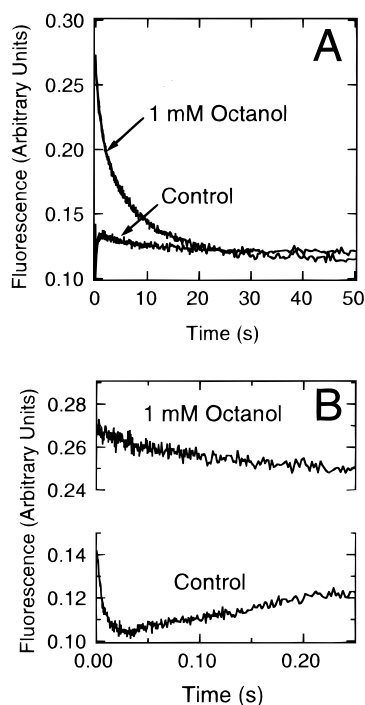 A
0.30
0.25
0.20
0.15
0.10
Fluorescence (Arbitrary Units)
1 mM Octanol
Control
0 10 20 30 40 50
Time (s)
B
0.28
0.26
0.24
1 mM Octanol
Fluorescence (Arbitrary Units)
0.14
0.12
0.10
Control
0.00 0.10 0.20
Time (s)